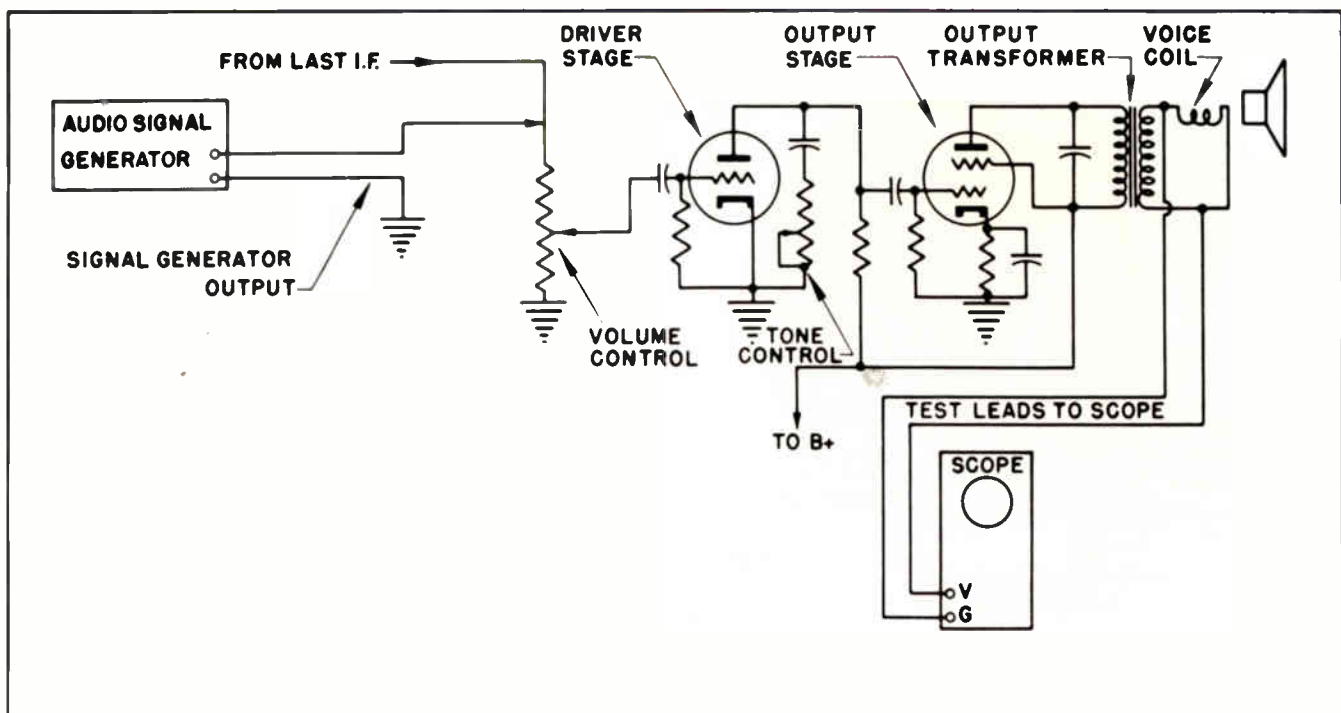 DRIVER
STAGE
OUTPUT
STAGE
OUTPUT
TRANSFORMER
VOICE
COIL
FROM LAST I.F.
AUDIO SIGNAL
GENERATOR
SIGNAL GENERATOR
OUTPUT
VOLUME
CONTROL
TONE
CONTROL
TO B+
TEST LEADS TO SCOPE
SCOPE
V
G